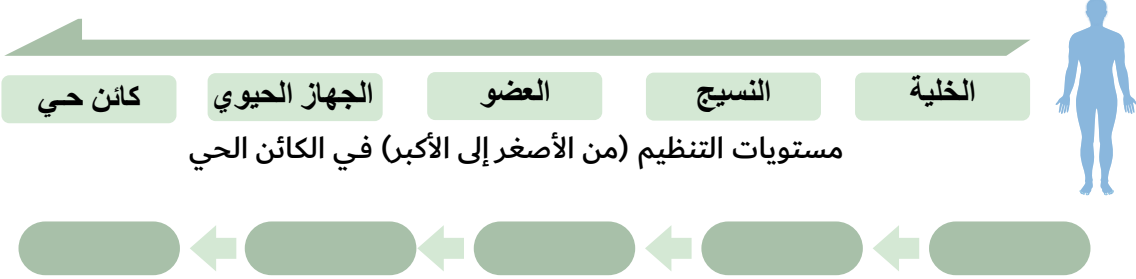 الخلية النسيج العضو الجهاز الحيوي كائن حي
مستويات التنظيم (من الأصغر إلى الأكبر) في الكائن الحي